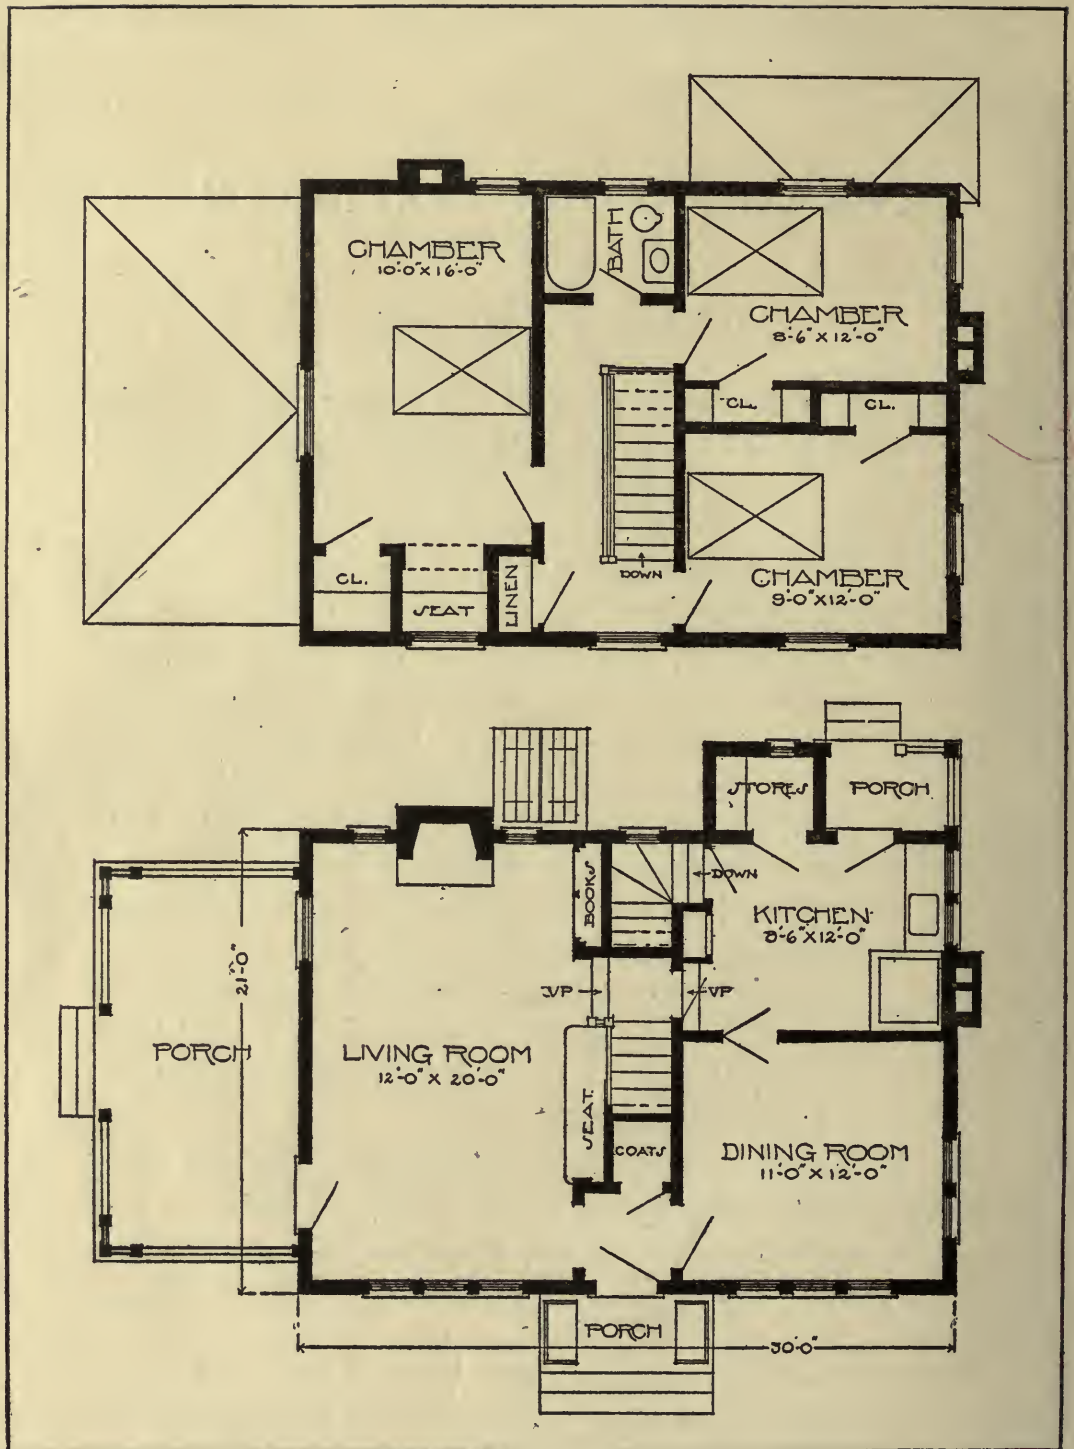 CHAMBER
10'-0" X 16'-0"
BATH
CHAMBER
8'-6" X 12'-0"
CL.
CL.
DOWN
CHAMBER
9'-0" X 12'-0"
CL.
SEAT
LINEN
STORES
PORCH
BOOKS
DOWN
KITCHEN
8'-6" X 12'-0"
21'-0"
UP
UP
PORCH
LIVING ROOM
12'-0" X 20'-0"
SEAT
COATS
DINING ROOM
11'-0" X 12'-0"
PORCH
30'-0"